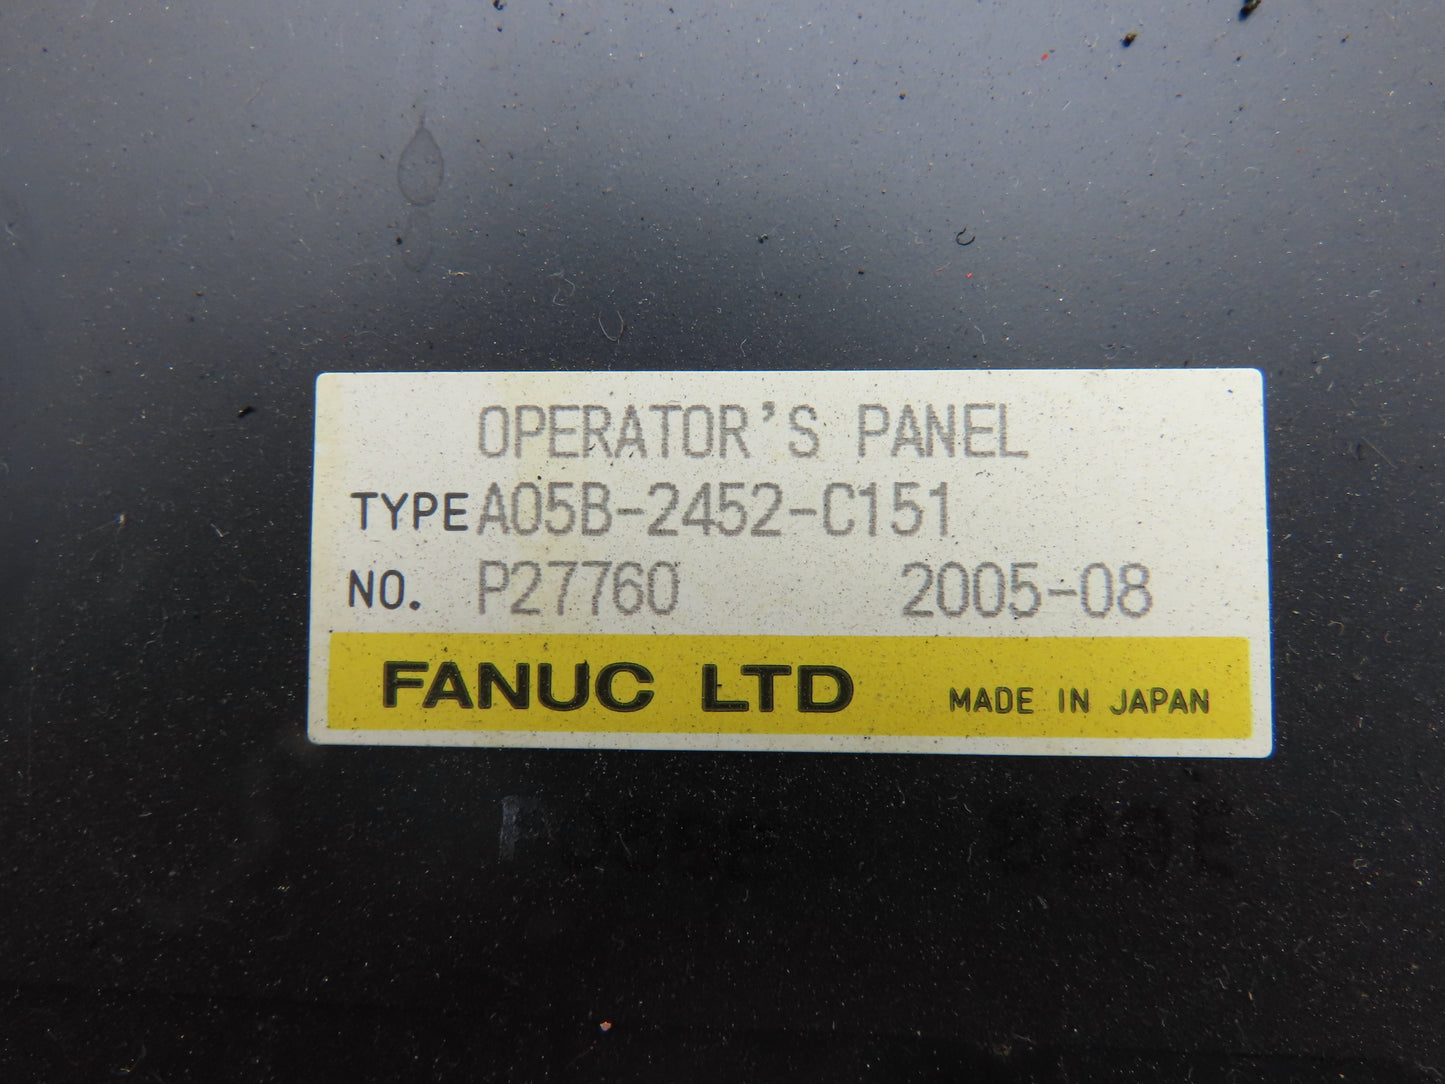 OPERATOR'S PANEL
TYPE A05B-2452-C151
NO. P27760 2005-08
FANUC LTD MADE IN JAPAN